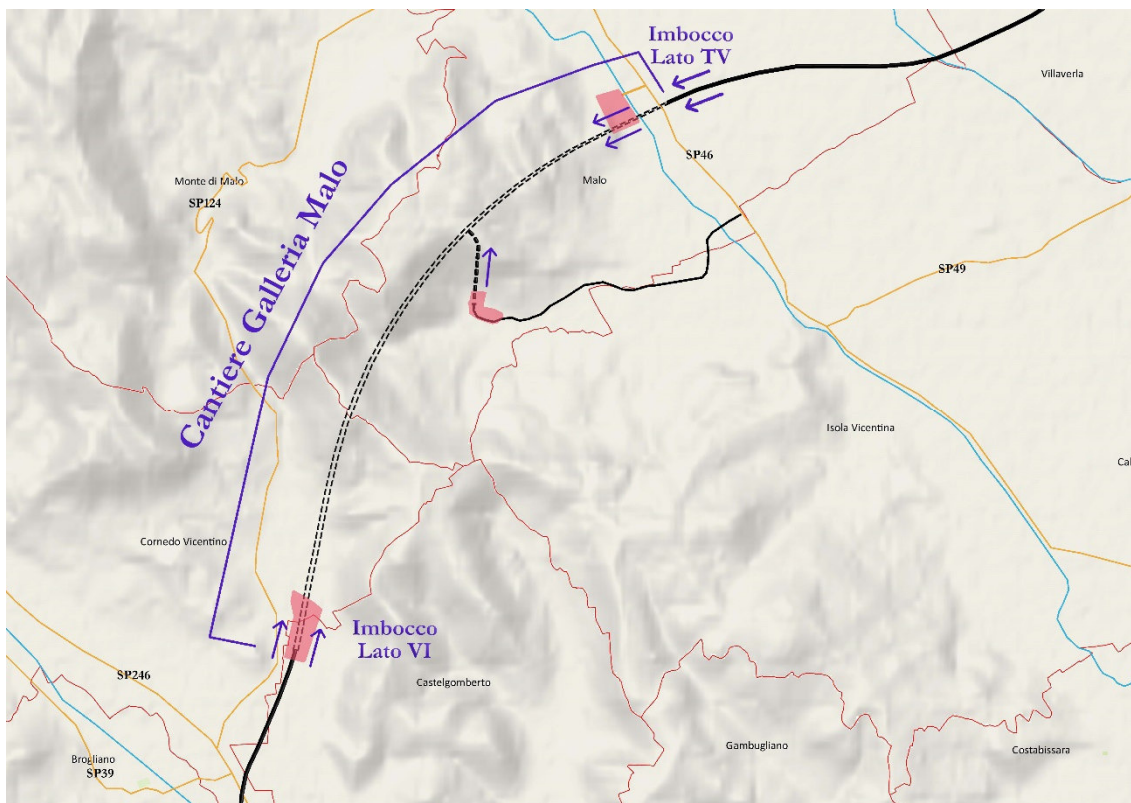 Imbocco
Lato TV
Villaverla
SP46
Monte di Malo
SP124
Malo
SP49
Cantiere Galleria Malo
Isola Vicentina
Cal
Cornedo Vicentino
Imbocco
Lato VI
SP246
Castelgomberto
Gambugliano
Costabissara
Brogliano
SP39